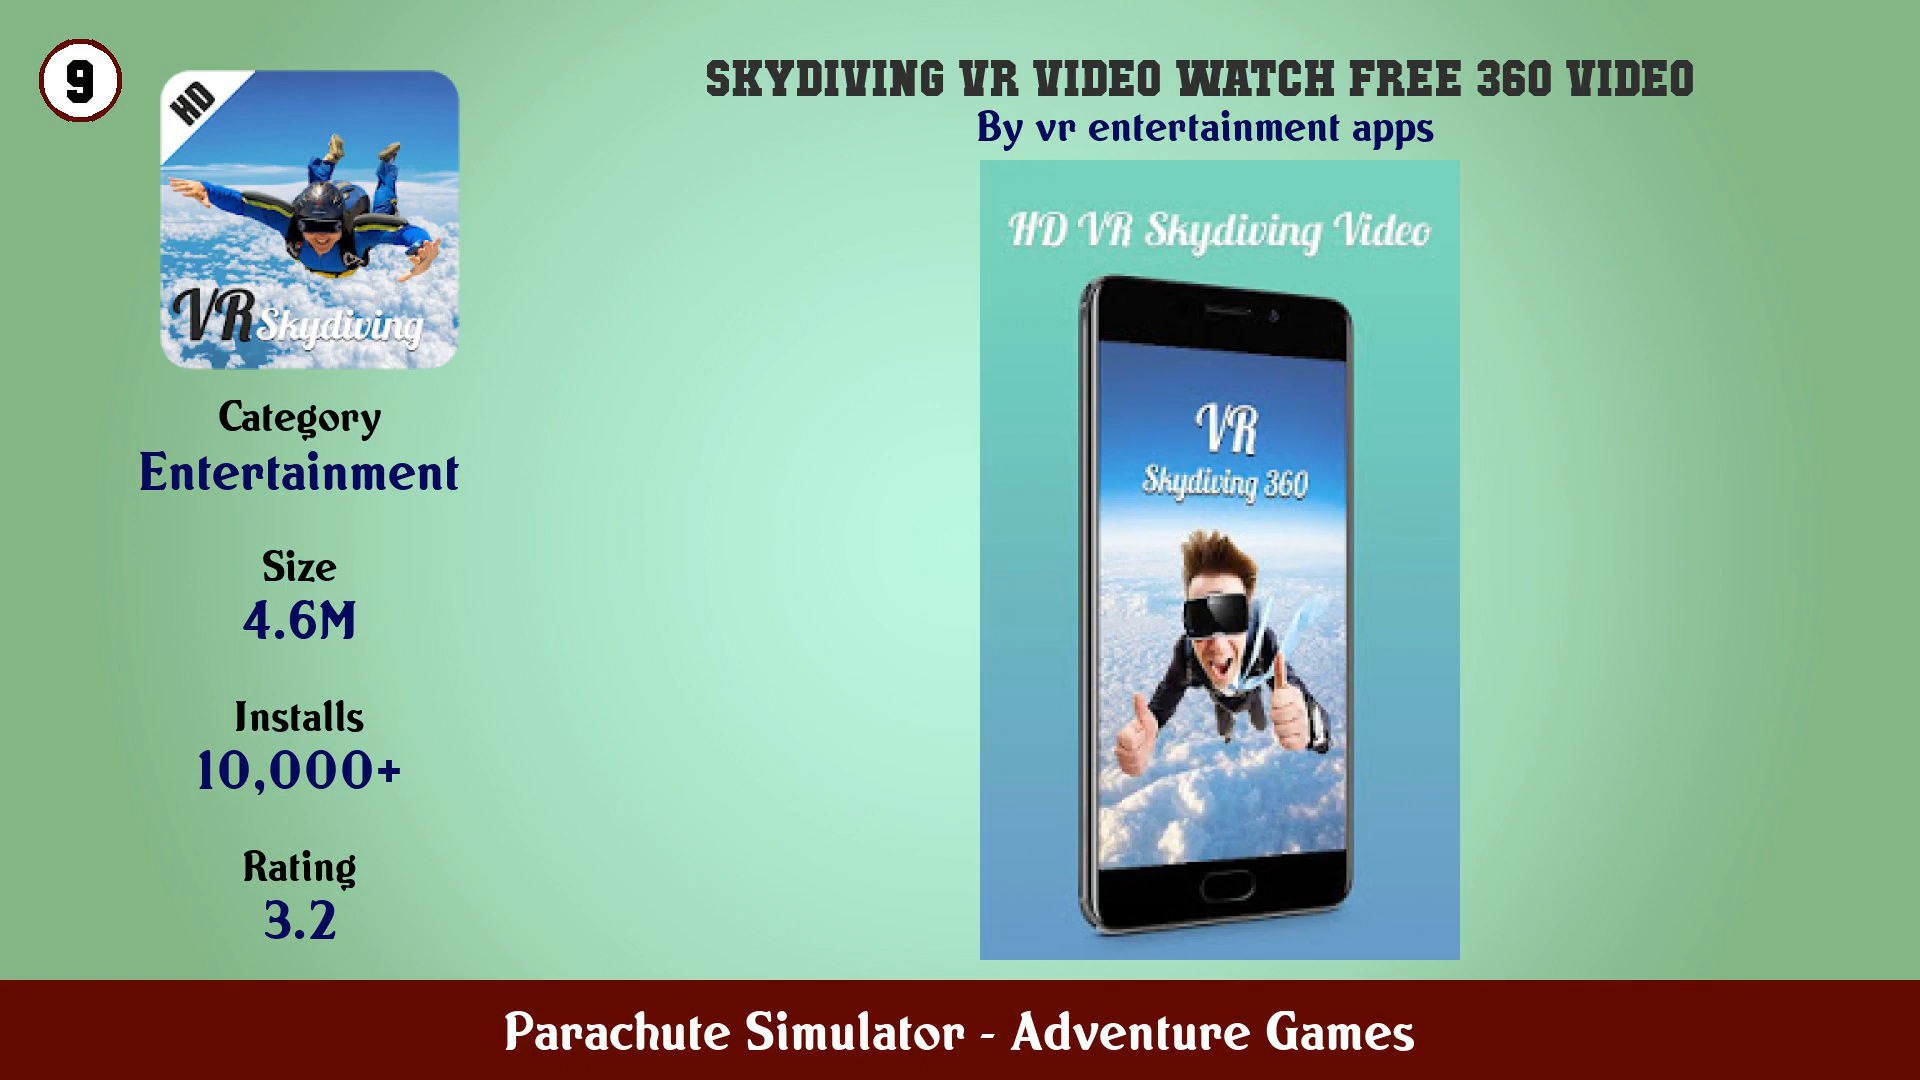 9
SKYDIVING VR VIDEO WATCH FREE 360 VIDEO
By vr entertainment apps
HD
VR Skydiving
Category
Entertainment
Size
4.6M
Installs
10,000+
Rating
3.2
HD VR Skydiving Video
VR
Skydiving 360
Parachute Simulator - Adventure Games